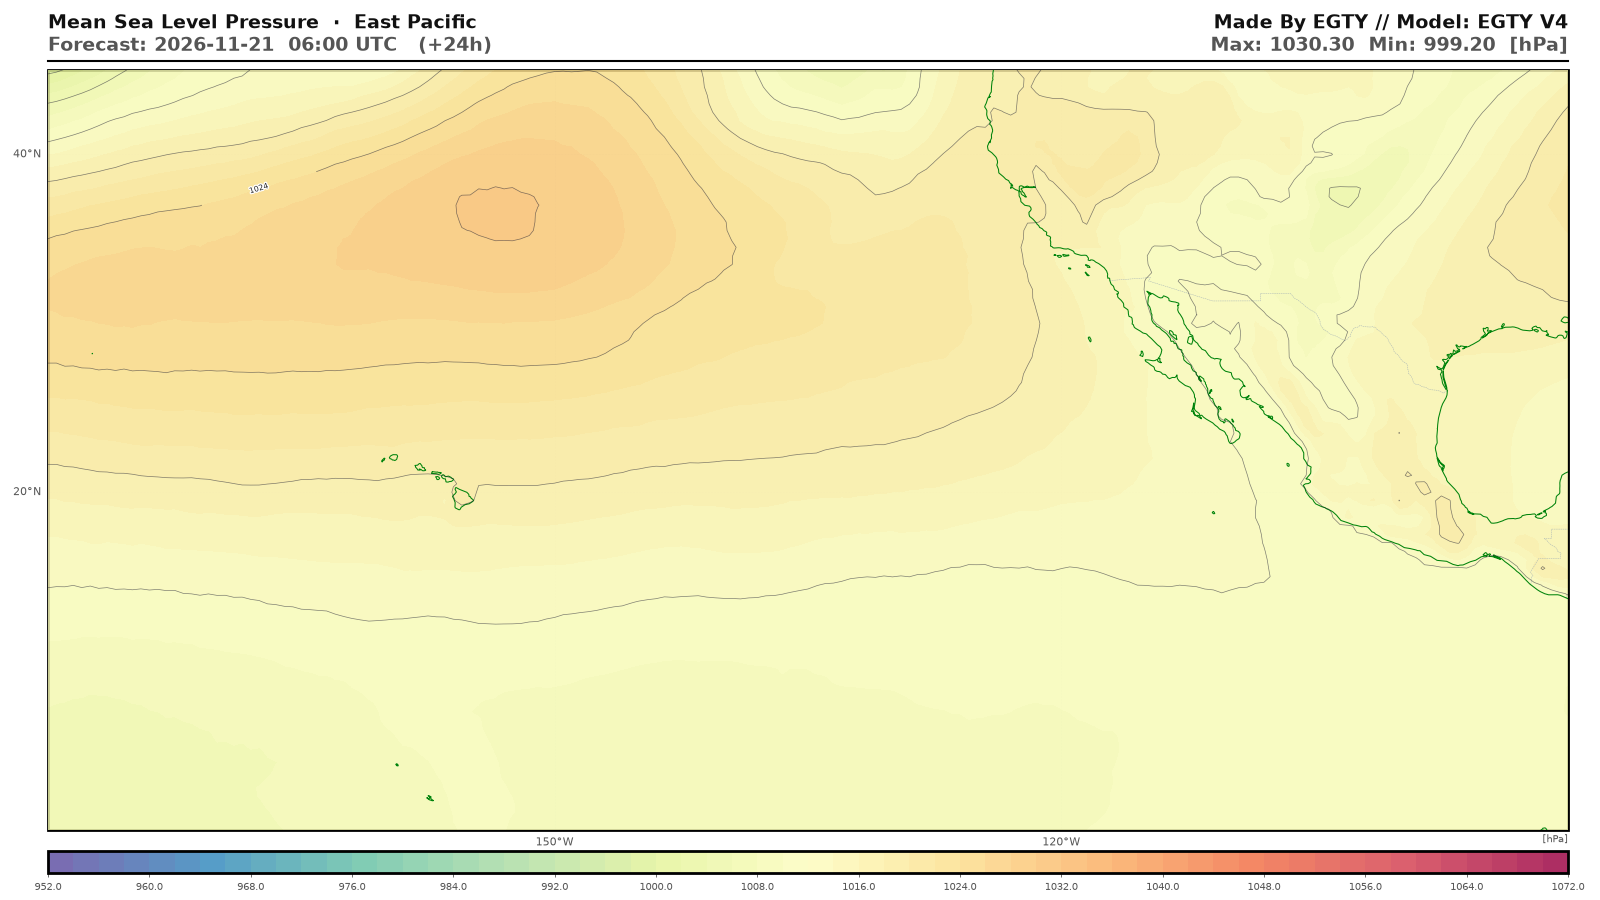 Mean Sea Level Pressure · East Pacific
Made By EGTY // Model: EGTY V4
Forecast: 2026-11-21 06:00 UTC (+24h)
Max: 1030.30 Min: 999.20 [hPa]
40°N
1024
20°N
150°W
120°W
[hPa]
952.0 960.0 968.0 976.0 984.0 992.0 1000.0 1008.0 1016.0 1024.0 1032.0 1040.0 1048.0 1056.0 1064.0 1072.0